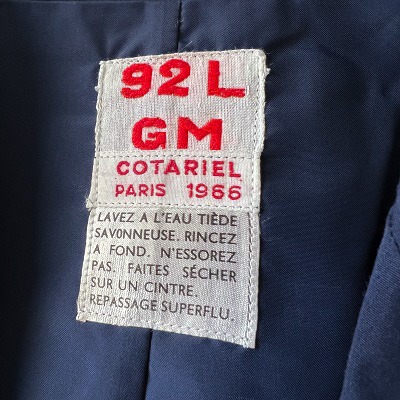 92 L
GM
COTARIEL
PARIS 1966
LAVEZ A L'EAU TIÈDE
SAVONNEUSE. RINCEZ
A FOND. N'ESSOREZ
PAS. FAITES SÉCHER
SUR UN CINTRE.
REPASSAGE SUPERFLU.